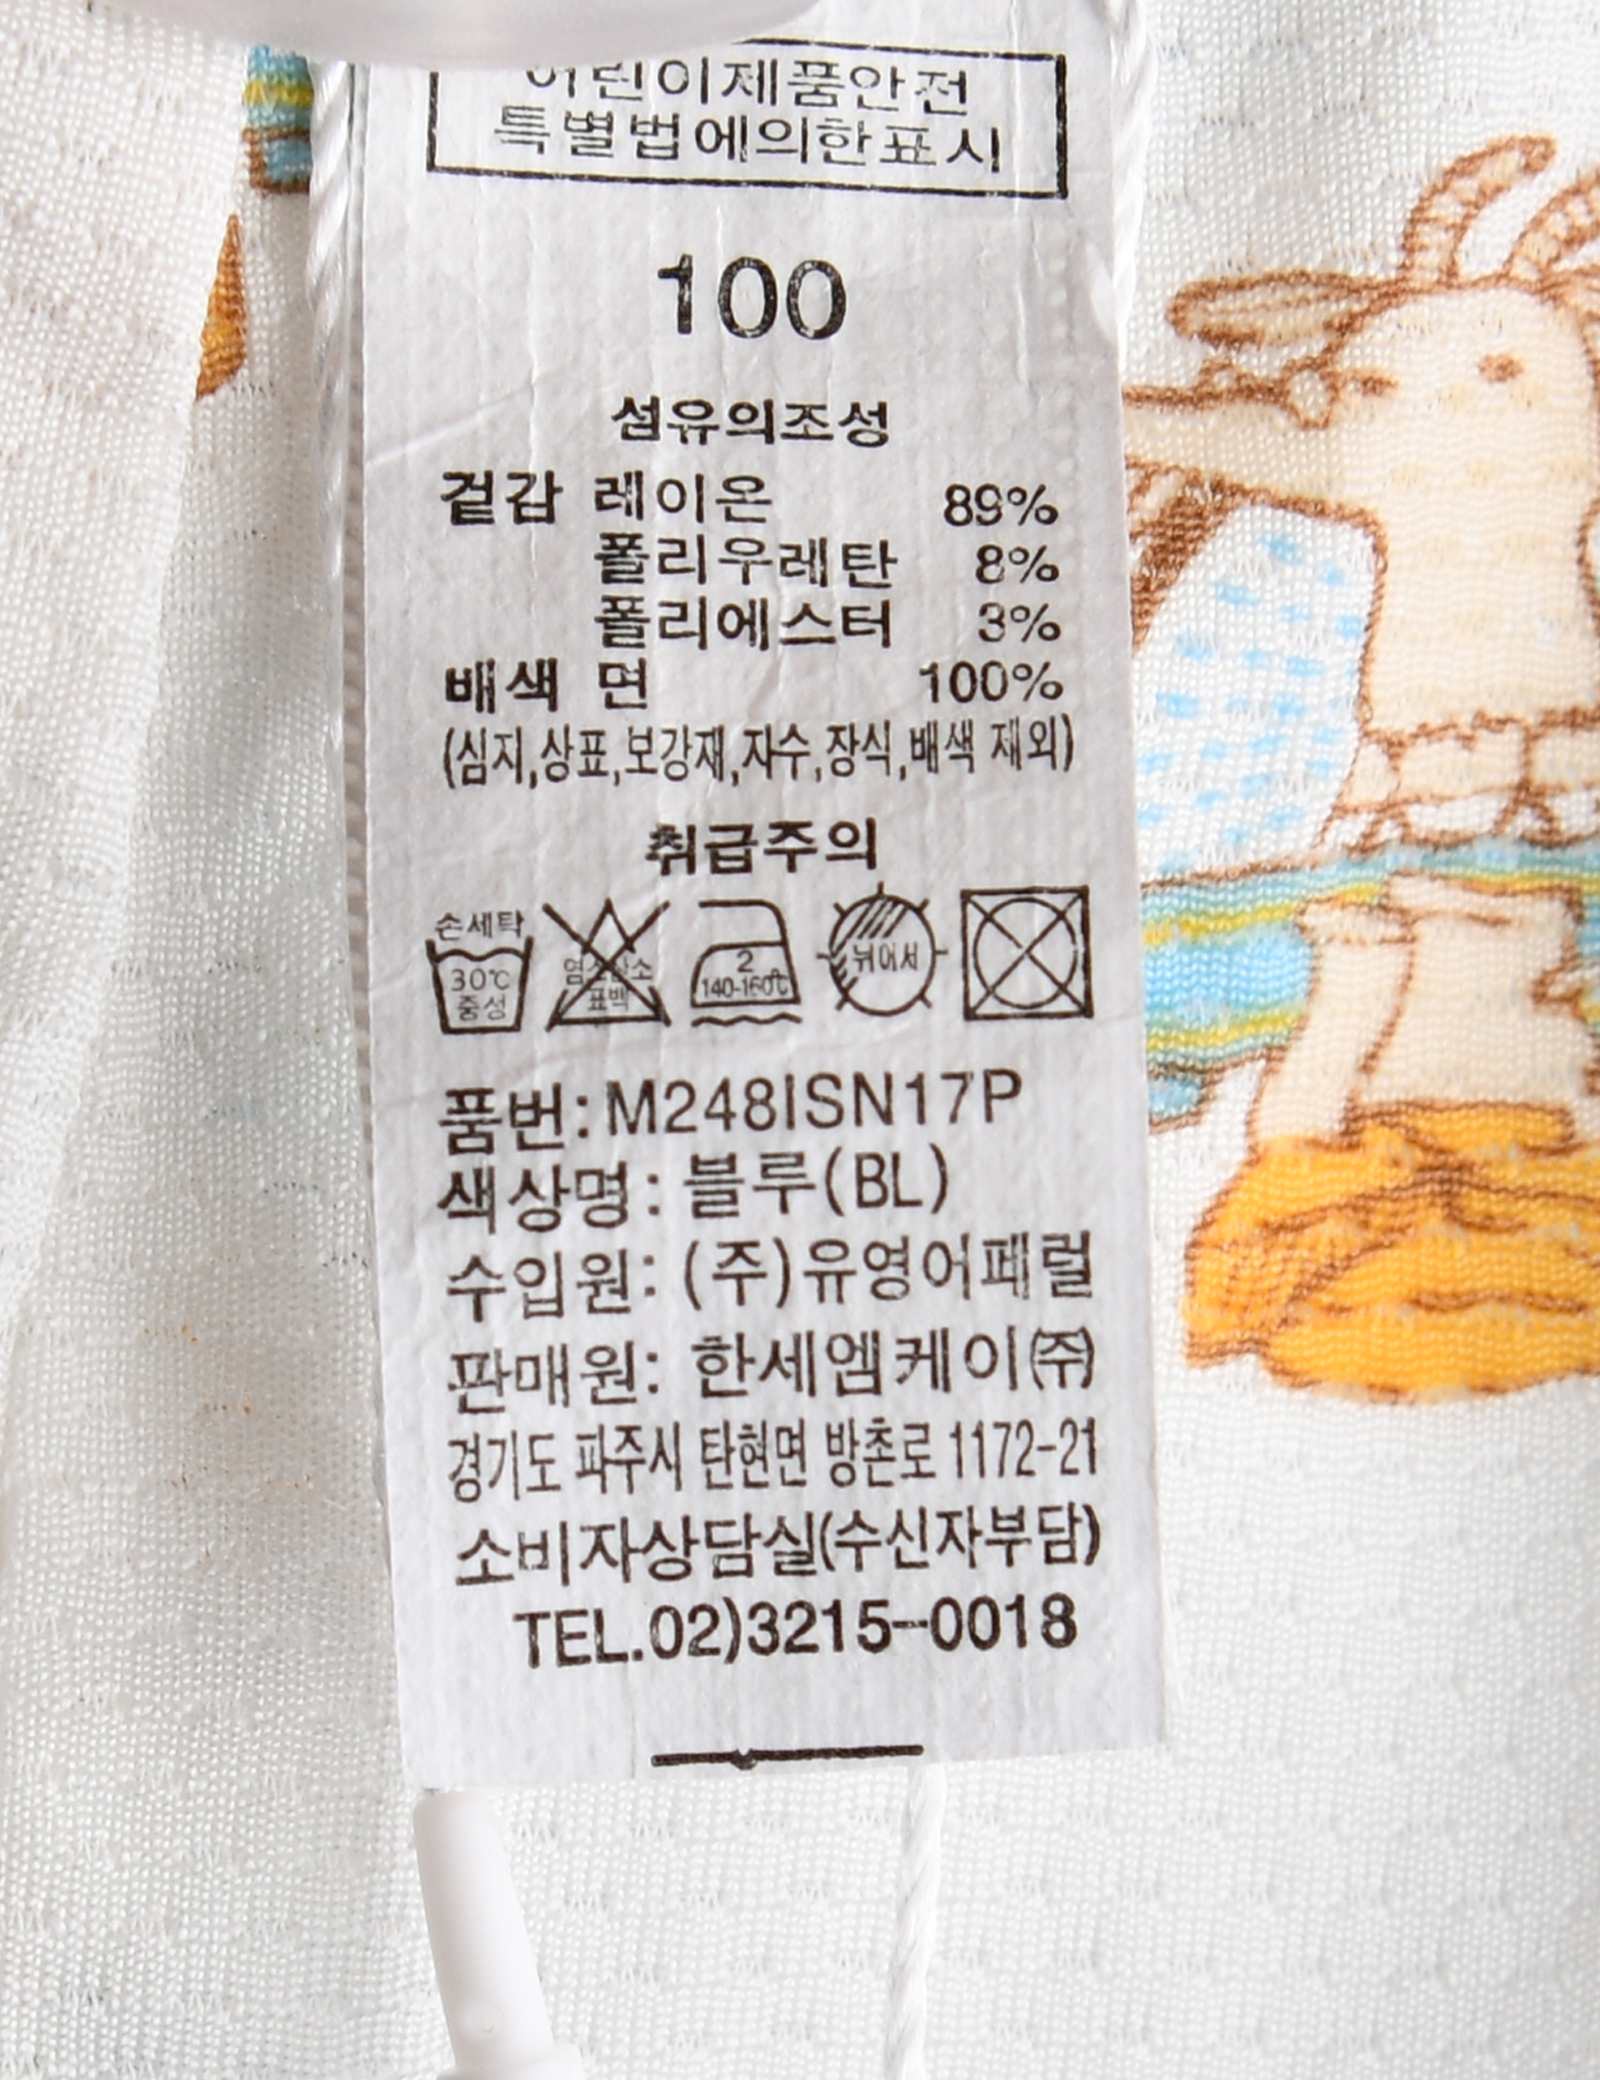 어린이제품안전
특별법에의한표시
100
섬유의조성
겉감 레이온 89%
폴리우레탄 8%
폴리에스터 3%
배색 면 100%
(심지,상표,보강재,자수,장식,배색 제외)
취급주의
손세탁
30℃
중성
염소산소
표백
2
140-160℃
뉘어서
품번: M248ISN17P
색상명: 블루(BL)
수입원: (주)유영어패럴
판매원: 한세엠케이㈜
경기도 파주시 탄현면 방촌로 1172-21
소비자상담실(수신자부담)
TEL.02)3215-0018